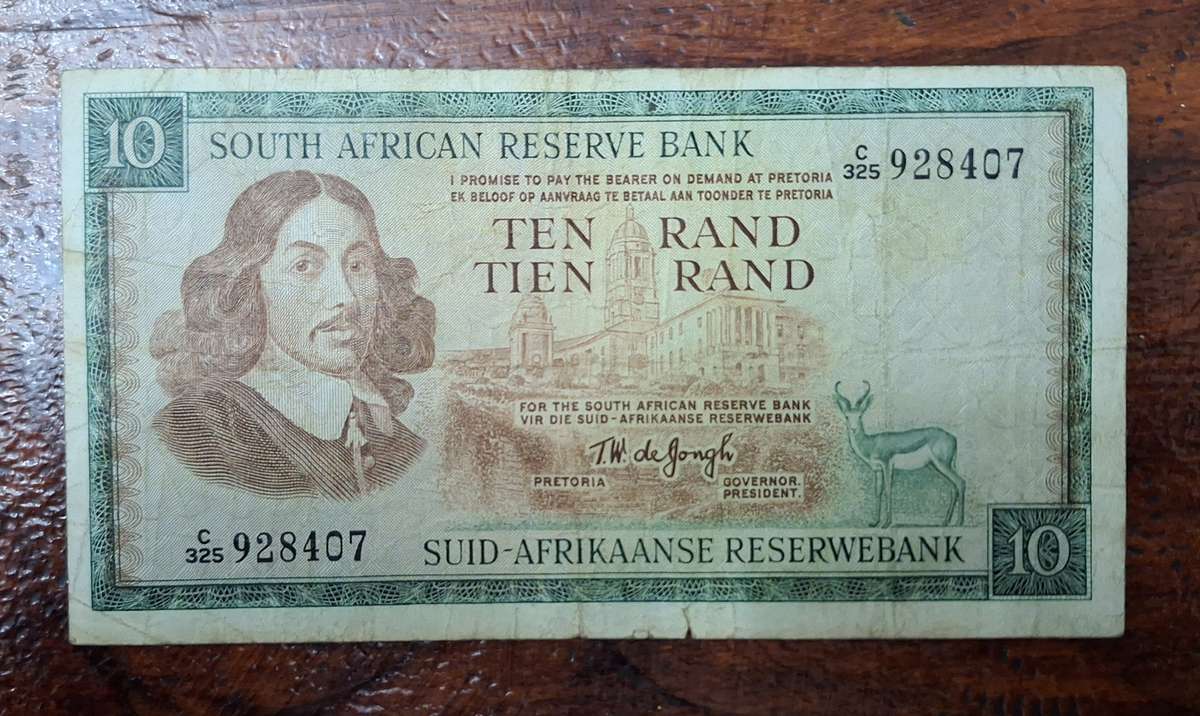 10
SOUTH AFRICAN RESERVE BANK
C/325 928407
I PROMISE TO PAY THE BEARER ON DEMAND AT PRETORIA
EK BELOOF OP AANVRAAG TE BETAAL AAN TOONDER TE PRETORIA
TEN RAND
TIEN RAND
FOR THE SOUTH AFRICAN RESERVE BANK
VIR DIE SUID-AFRIKAANSE RESERWEBANK
T.W. de Jongh
PRETORIA
GOVERNOR.
PRESIDENT.
C/325 928407
SUID-AFRIKAANSE RESERWEBANK
10